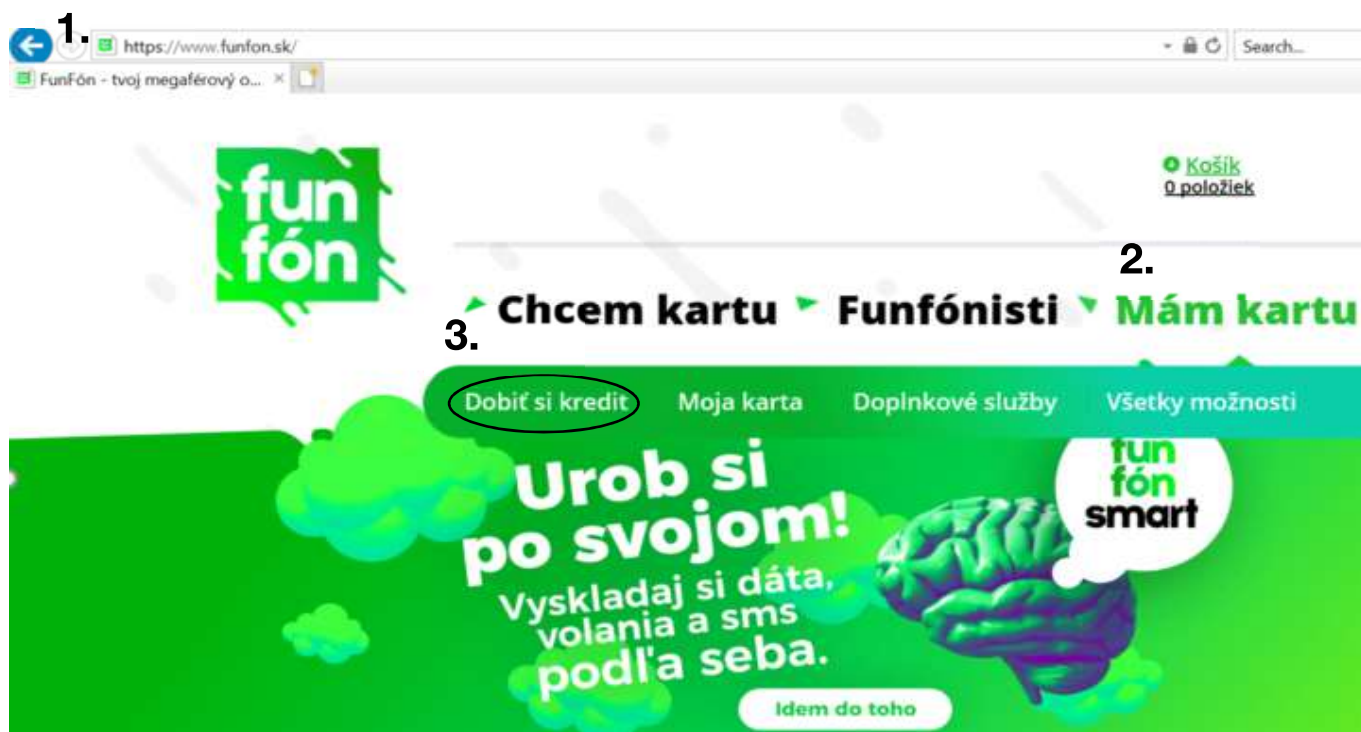 1.
https://www.funfon.sk/
Search...
FunFón - tvoj megaférový o...
fun
fón
Košík
0 položiek
2.
Chcem kartu
Funfónisti
Mám kartu
3.
Dobiť si kredit
Moja karta
Doplnkové služby
Všetky možnosti
Urob si
po svojom!
Vyskladaj si dáta,
volania a sms
podľa seba.
fun
fón
smart
Idem do toho